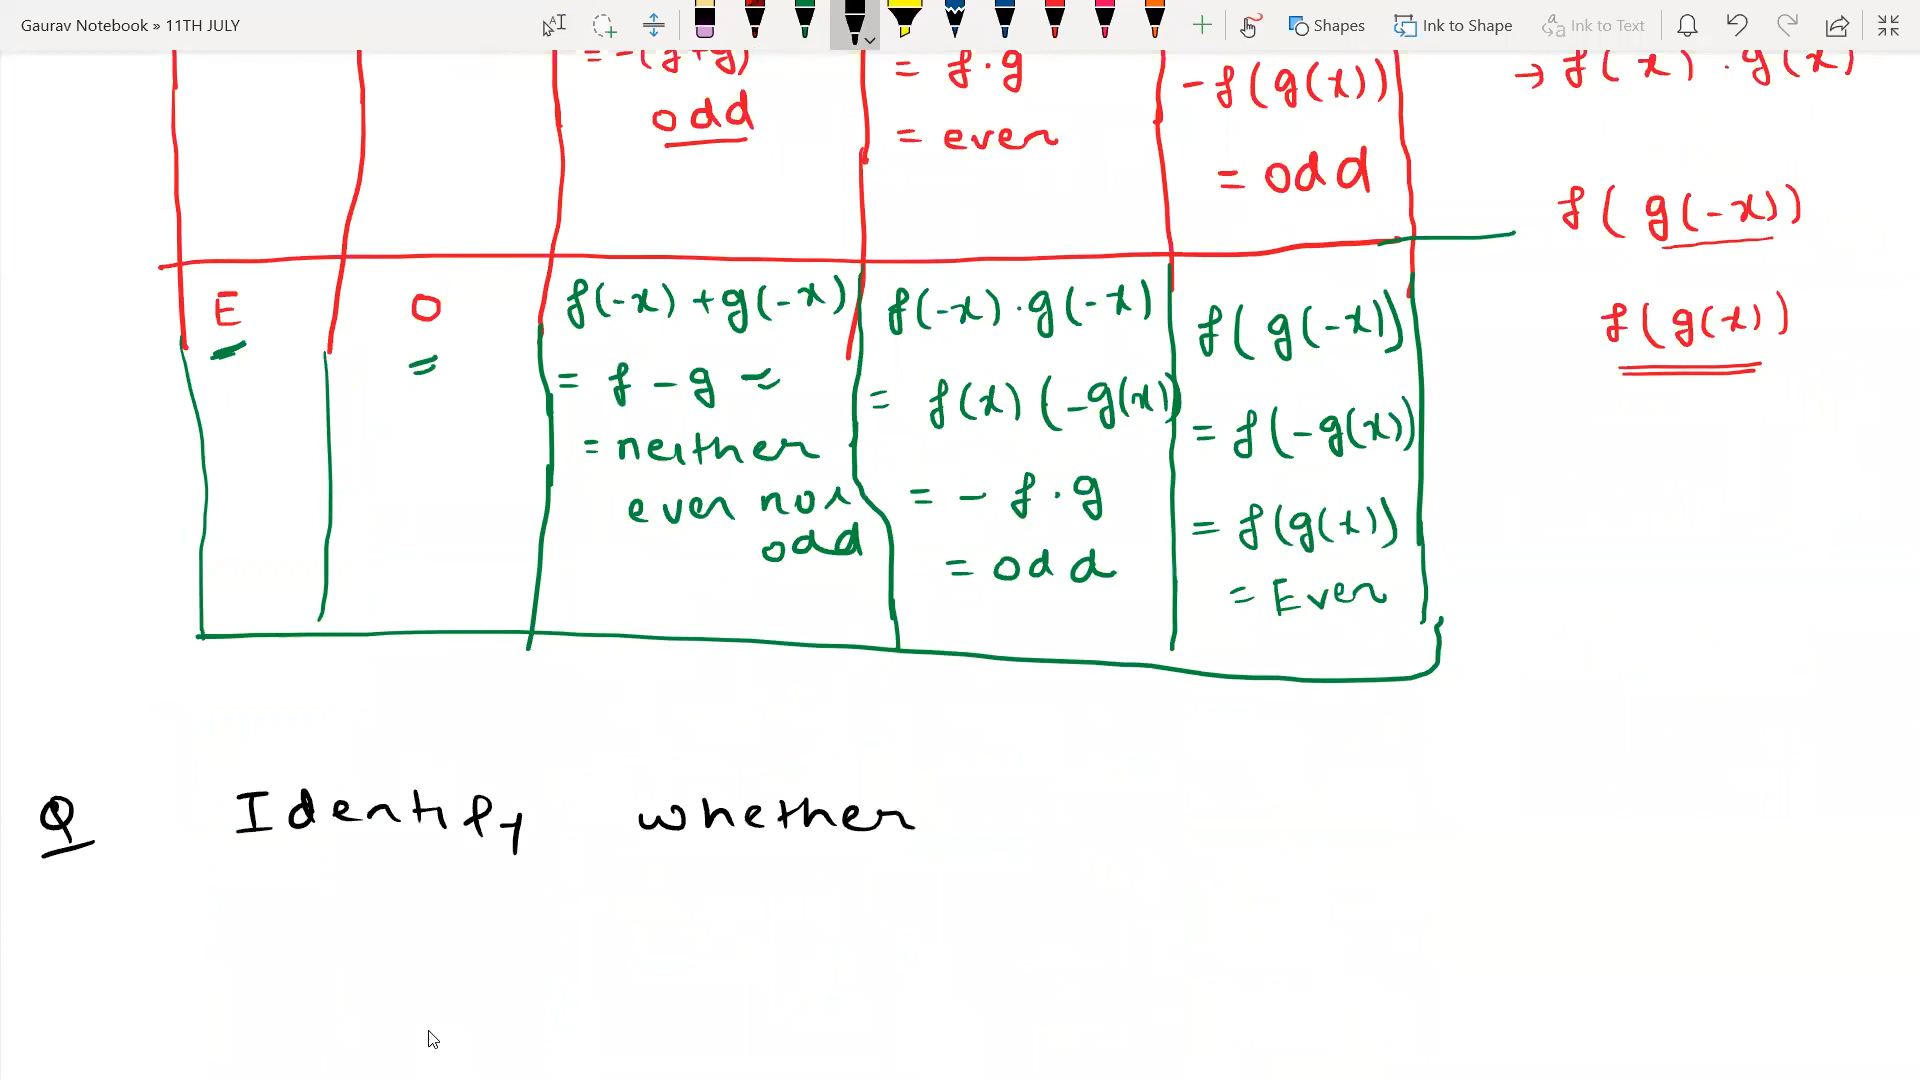 Gaurav Notebook » 11TH JULY
Shapes
Ink to Shape
Ink to Text
= -(f+g)
odd
= f.g
= even
-f(g(x))
= odd
→ f(x).g(x)
f(g(-x))
f(g(x))
E
O
f(-x)+g(-x)
= f-g
= neither
even nor
odd
f(-x).g(-x)
= f(x)(-g(x))
= -f.g
= odd
f(g(-x))
= f(-g(x))
= f(g(x))
= Even
Q Identify whether